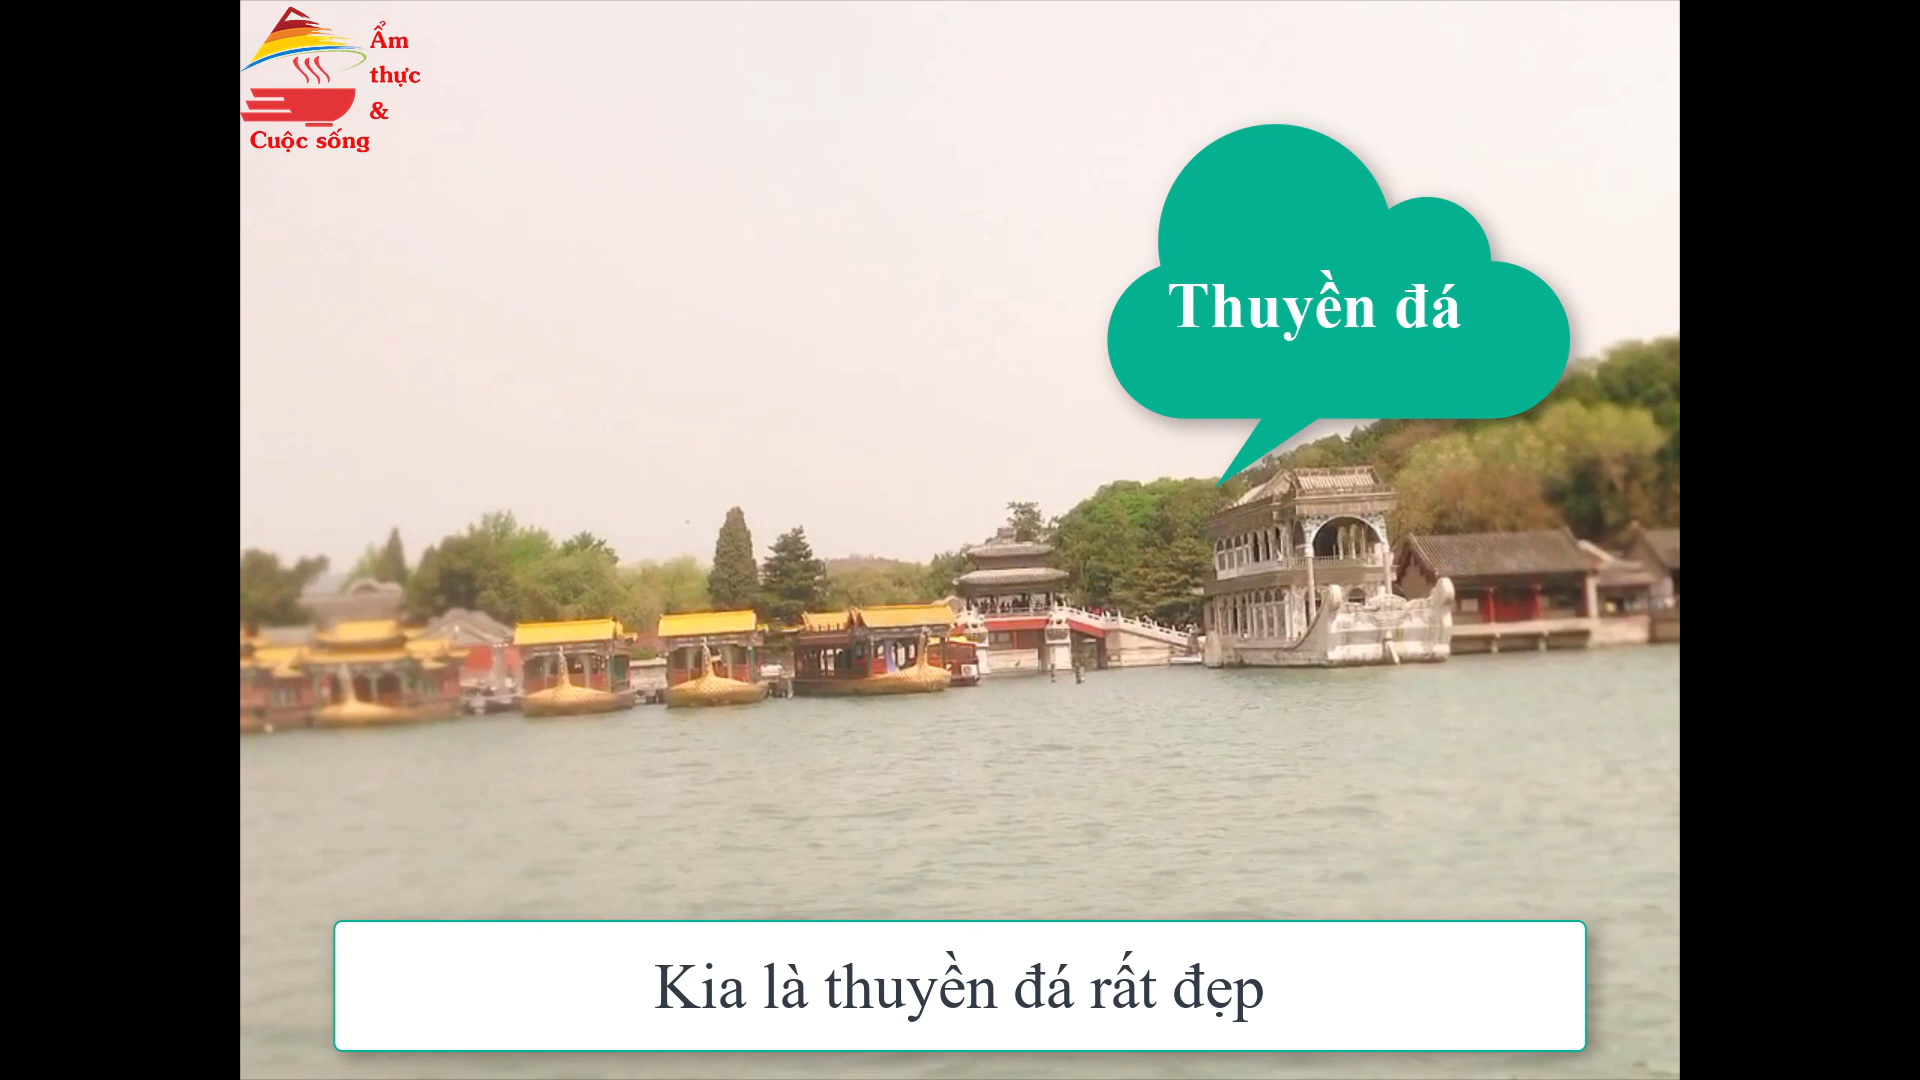 Ẩm
thực
&
Cuộc sống
Thuyền đá
Kia là thuyền đá rất đẹp